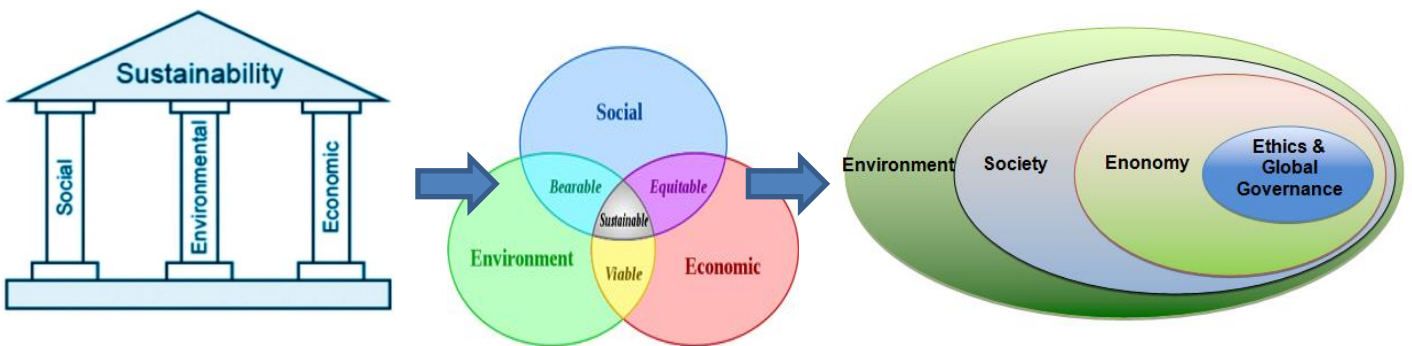 Sustainability
Social
Environmental
Economic
Social
Bearable
Equitable
Sustainable
Environment
Viable
Economic
Environment
Society
Enonomy
Ethics &
Global
Governance